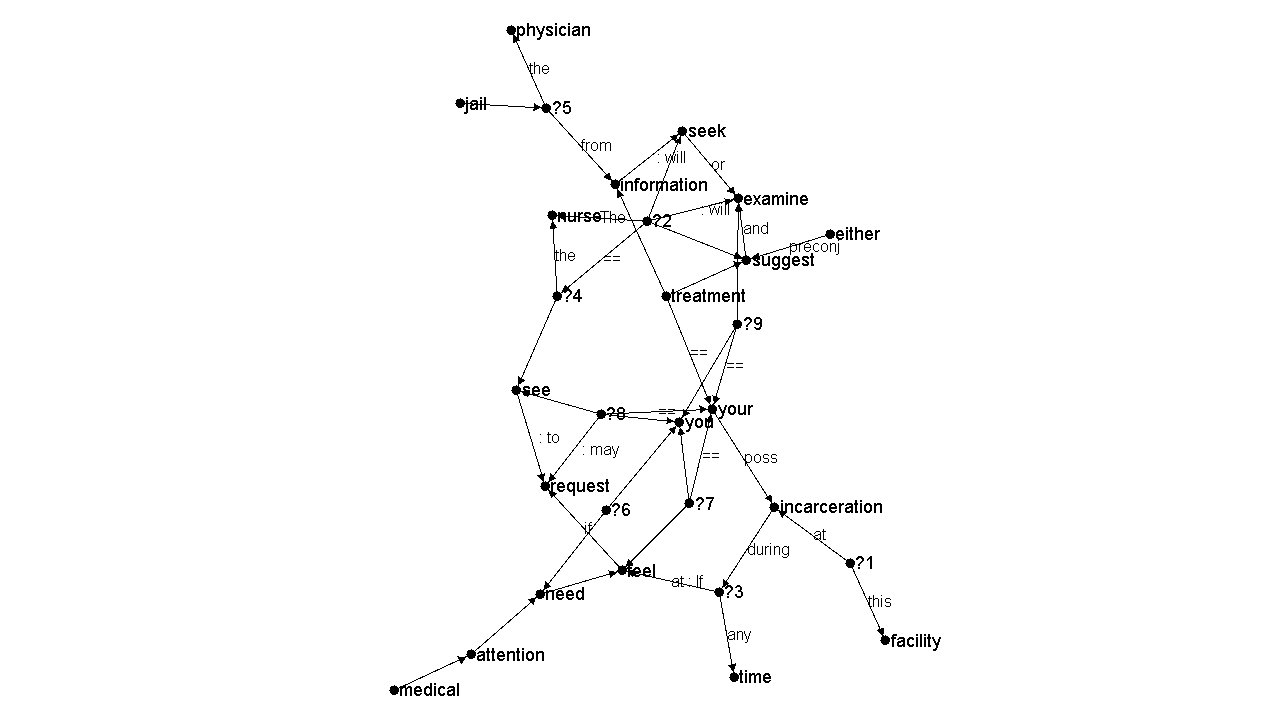 physician
the
jail
?5
seek
from
: will
or
information
examine
nurse
The
?2
: will
and
either
preconj
the
==
suggest
?4
treatment
?9
==
==
see
?8
==
you
your
: to
: may
==
poss
request
?6
?7
incarceration
if
at
during
?1
feel
at : If
need
?3
this
any
facility
attention
time
medical